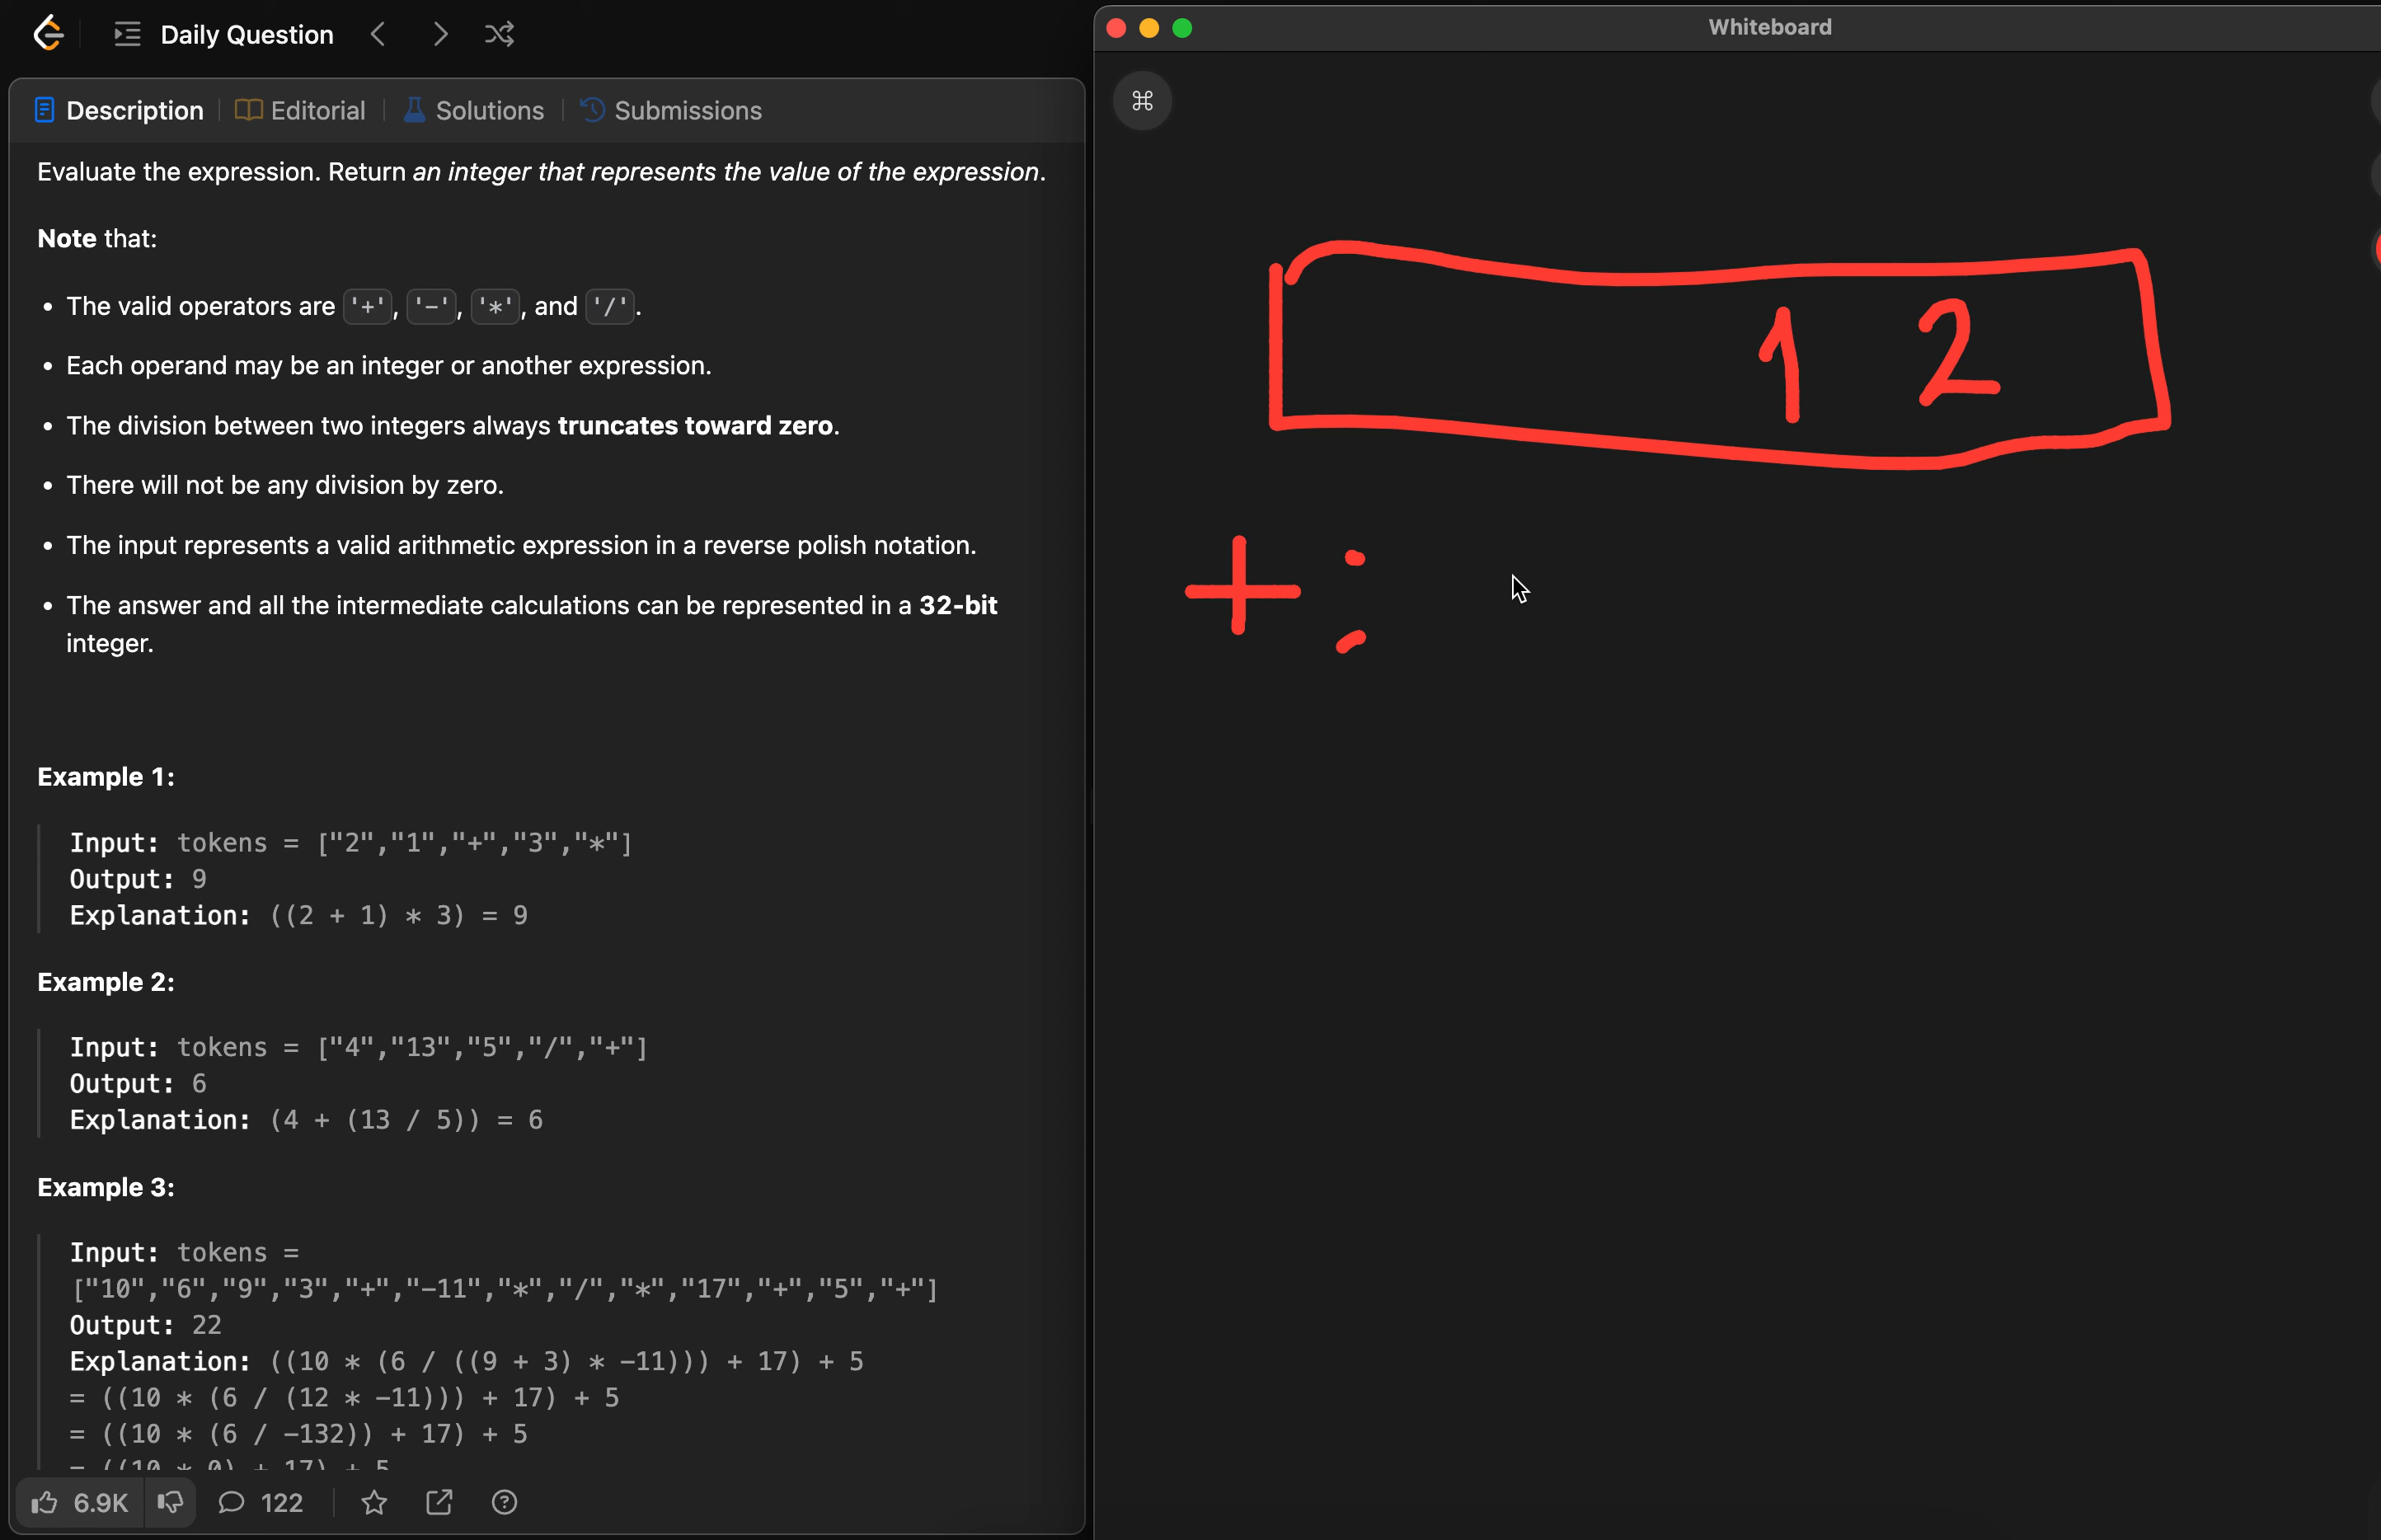 Daily Question
Whiteboard
Description
Editorial
Solutions
Submissions
⌘
Evaluate the expression. Return an integer that represents the value of the expression.
Note that:
• The valid operators are '+', '-', '*', and '/'.
• Each operand may be an integer or another expression.
• The division between two integers always truncates toward zero.
• There will not be any division by zero.
• The input represents a valid arithmetic expression in a reverse polish notation.
• The answer and all the intermediate calculations can be represented in a 32-bit
integer.
Example 1:
Input: tokens = ["2","1","+","3","*"]
Output: 9
Explanation: ((2 + 1) * 3) = 9
Example 2:
Input: tokens = ["4","13","5","/","+"]
Output: 6
Explanation: (4 + (13 / 5)) = 6
Example 3:
Input: tokens =
["10","6","9","3","+","-11","*","/","*","17","+","5","+"]
Output: 22
Explanation: ((10 * (6 / ((9 + 3) * -11))) + 17) + 5
= ((10 * (6 / (12 * -11))) + 17) + 5
= ((10 * (6 / -132)) + 17) + 5
= ((10 * 0) + 17) + 5
6.9K
122
1 2
+ :